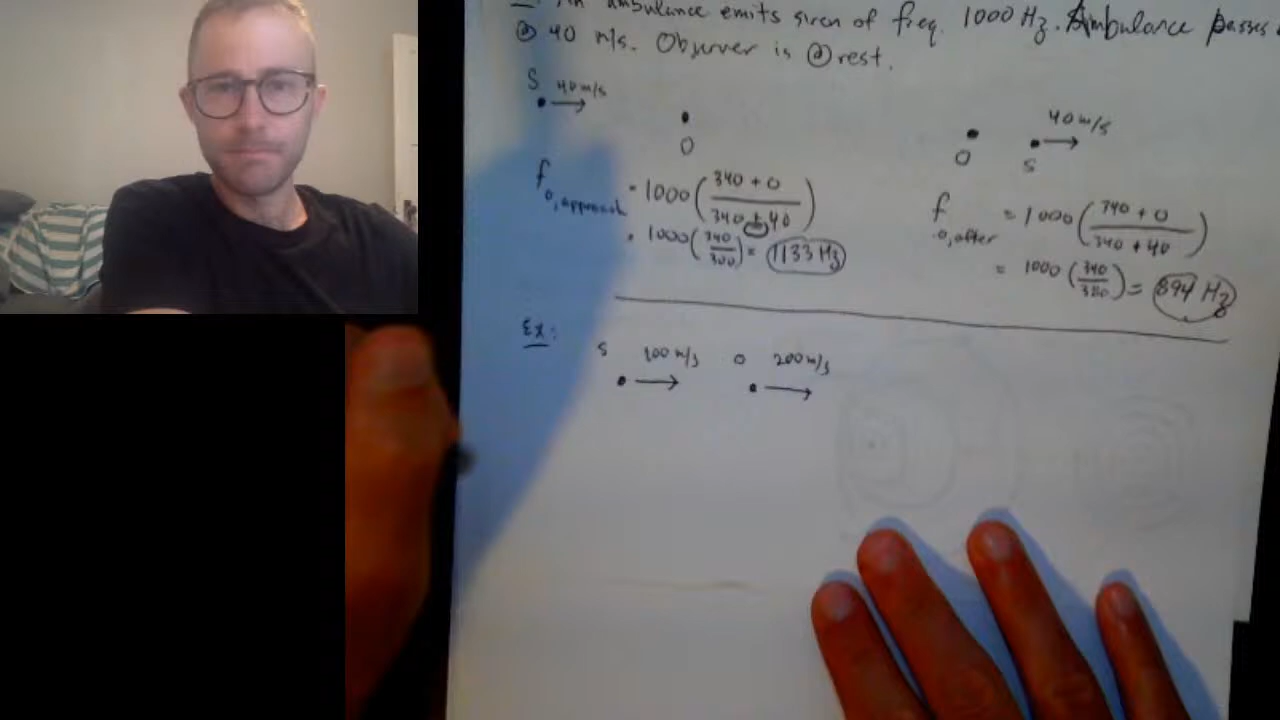 An ambulance emits siren of freq. 1000 Hz. Ambulance passes
@ 40 m/s. Observer is @ rest.
S 40 m/s
O
40 m/s
O S
f o, approach = 1000 (340 + 0 / 340 - 40)
= 1000 (340 / 300) = 1133 Hz
f o, after = 1000 (340 + 0 / 340 + 40)
= 1000 (340 / 380) = 894 Hz
Ex:
S 100 m/s O 200 m/s